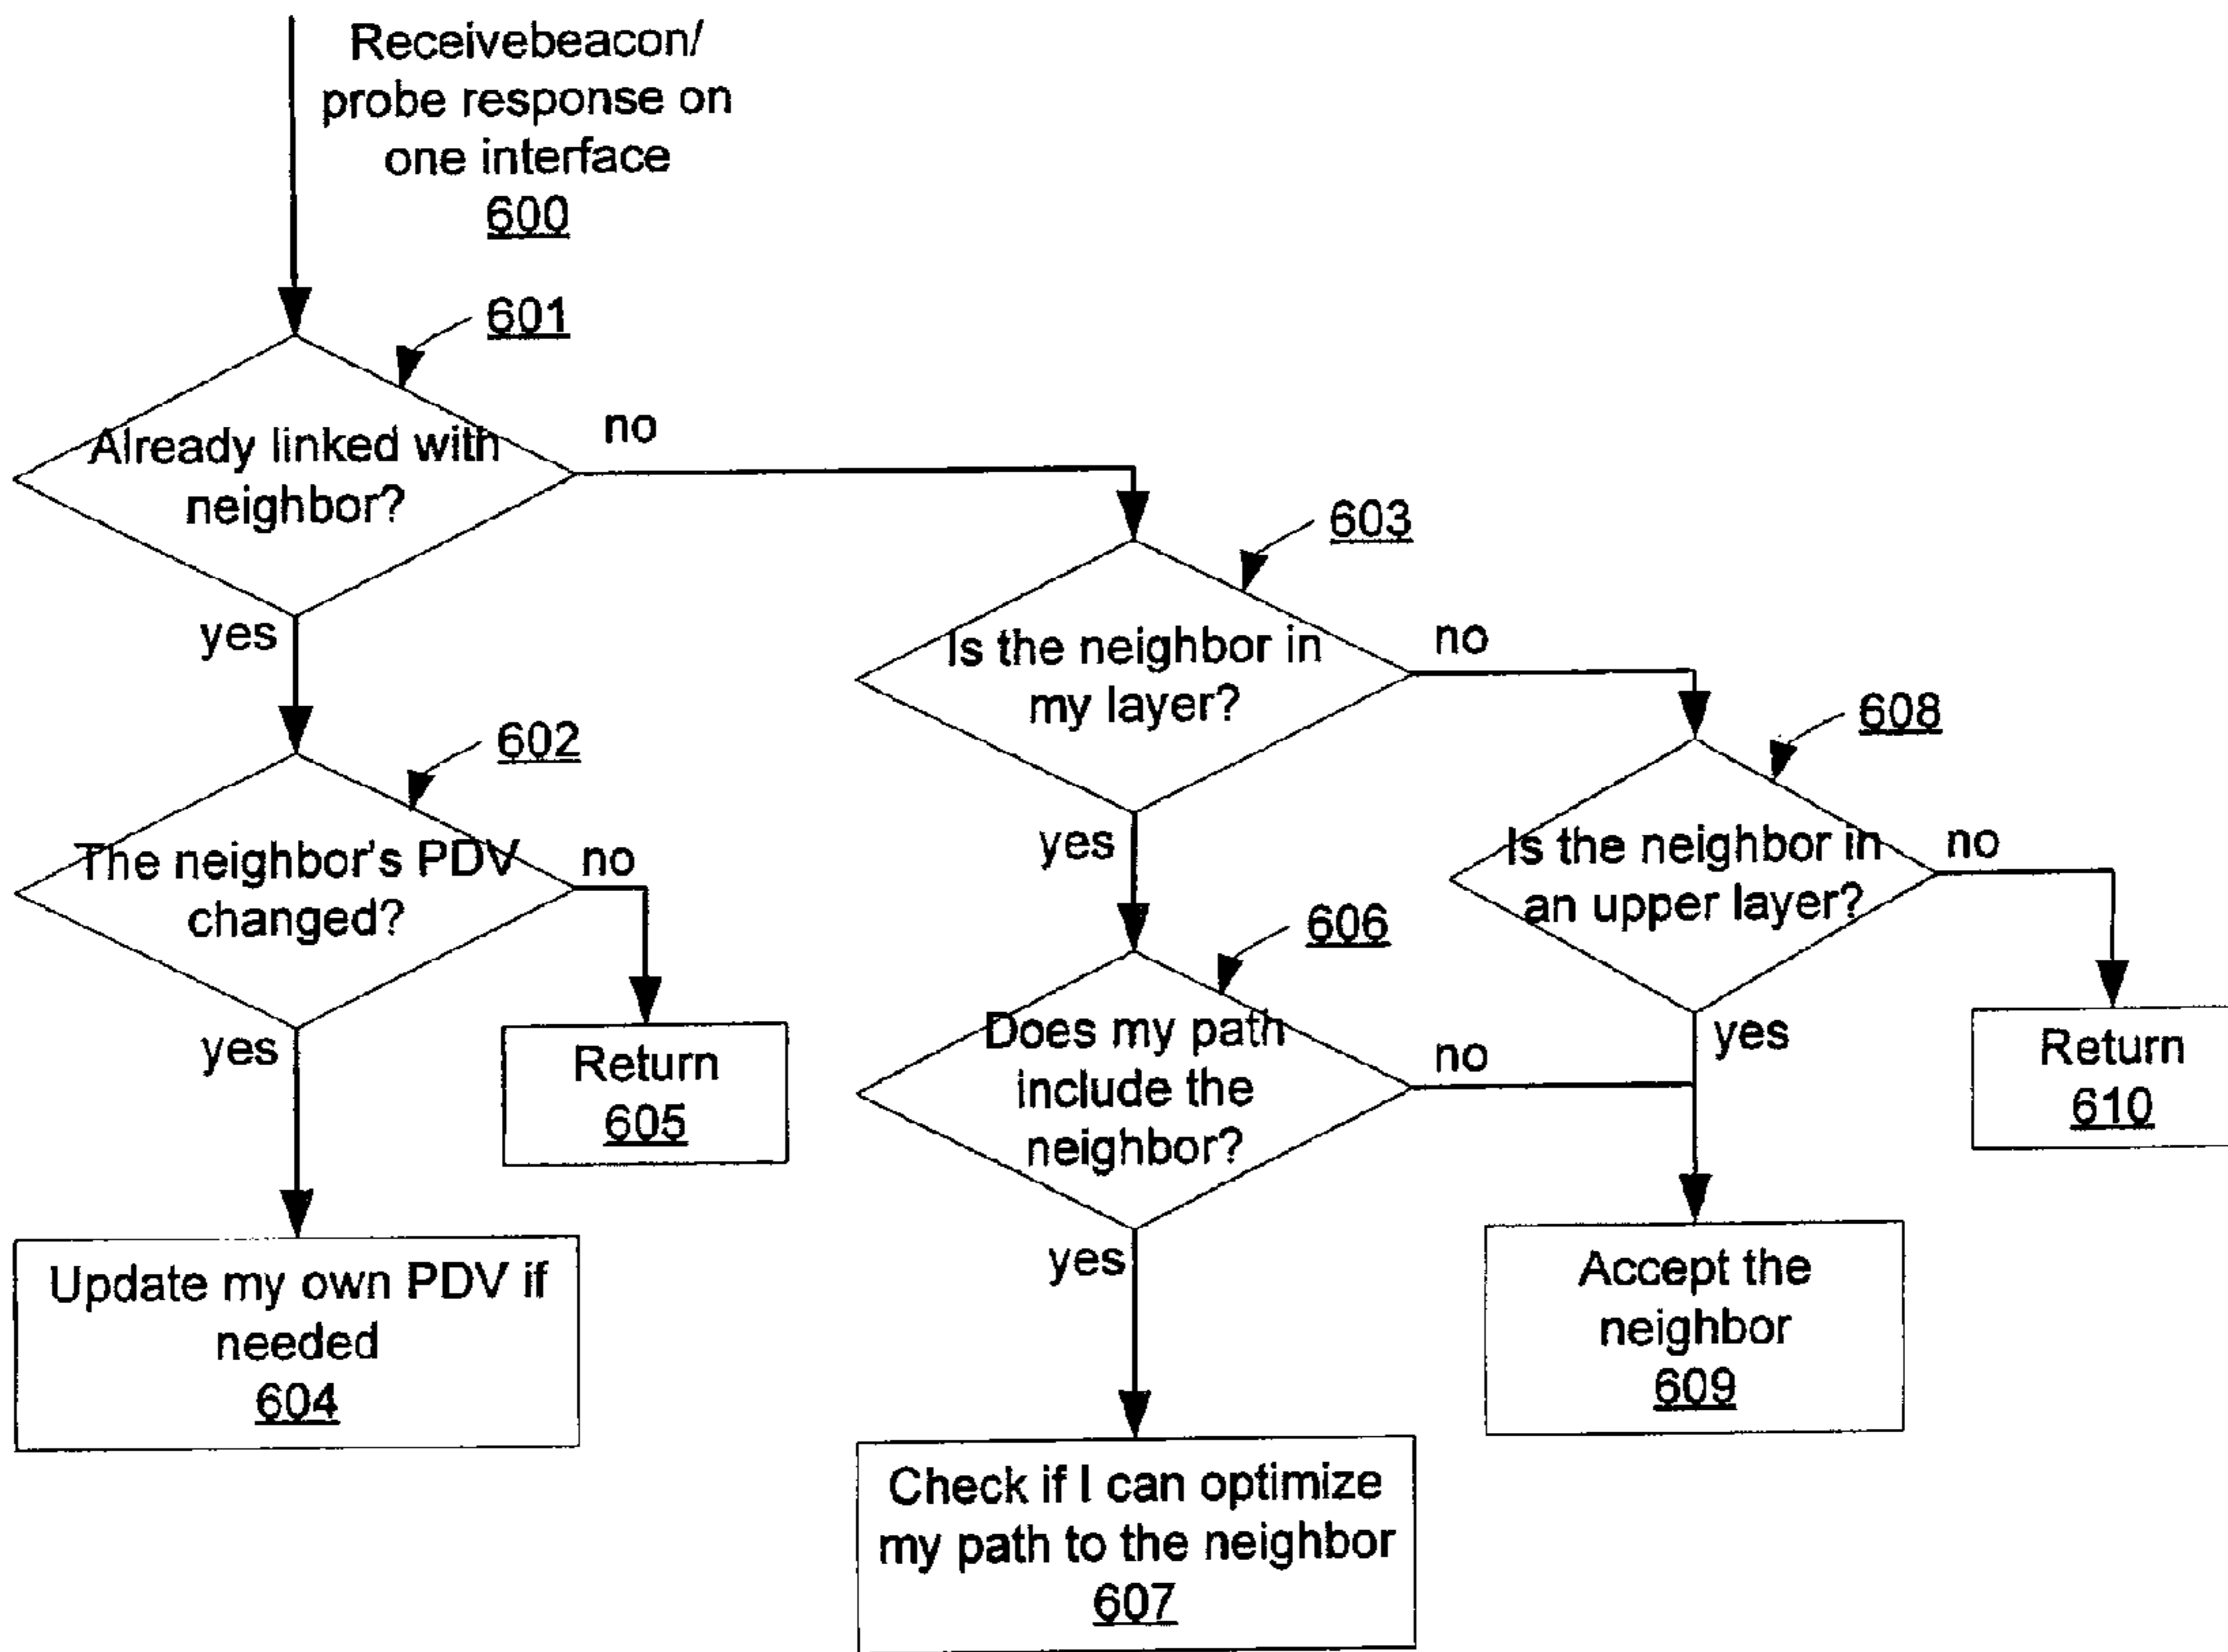 Receivebeacon/
probe response on
one interface
600
601
Already linked with
neighbor?
no
yes
603
Is the neighbor in
my layer?
no
yes
602
The neighbor's PDV
changed?
no
yes
608
Is the neighbor in
an upper layer?
no
yes
606
Does my path
include the
neighbor?
no
yes
Return
605
Return
610
Update my own PDV if
needed
604
Accept the
neighbor
609
Check if I can optimize
my path to the neighbor
607